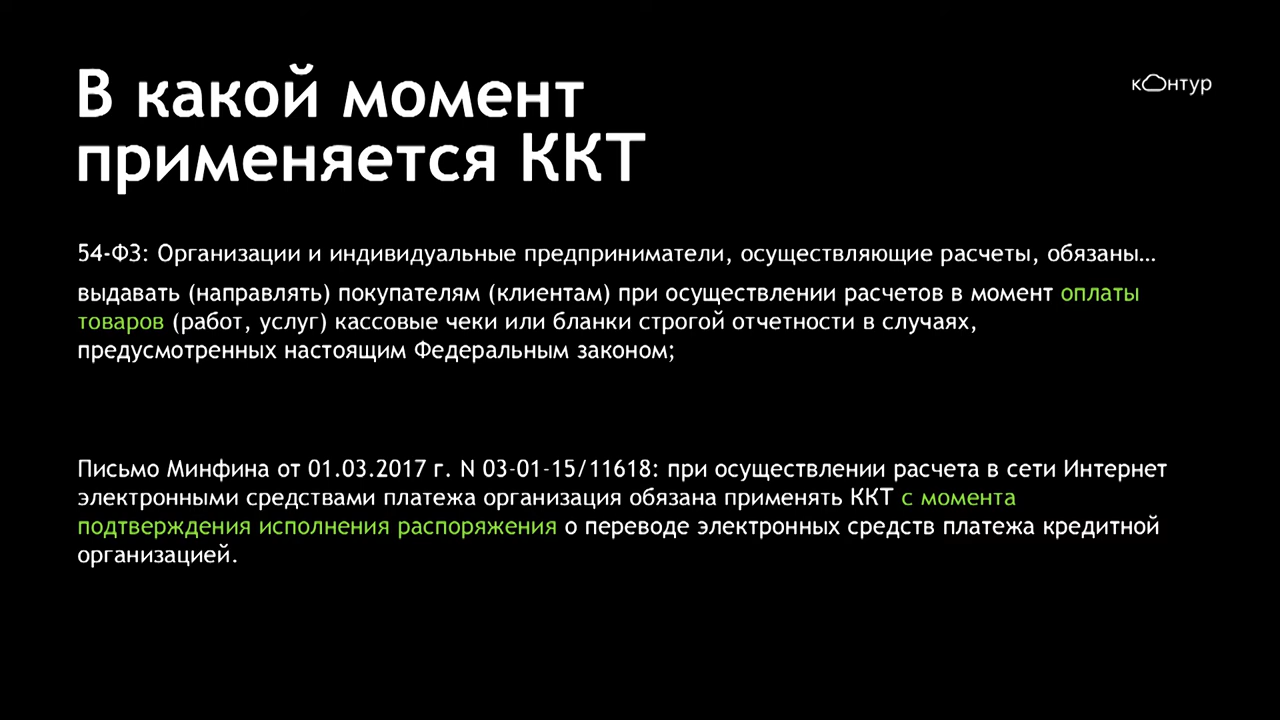 В какой момент
применяется ККТ
контур
54-ФЗ: Организации и индивидуальные предприниматели, осуществляющие расчеты, обязаны…
выдавать (направлять) покупателям (клиентам) при осуществлении расчетов в момент оплаты
товаров (работ, услуг) кассовые чеки или бланки строгой отчетности в случаях,
предусмотренных настоящим Федеральным законом;
Письмо Минфина от 01.03.2017 г. N 03-01-15/11618: при осуществлении расчета в сети Интернет
электронными средствами платежа организация обязана применять ККТ с момента
подтверждения исполнения распоряжения о переводе электронных средств платежа кредитной
организацией.